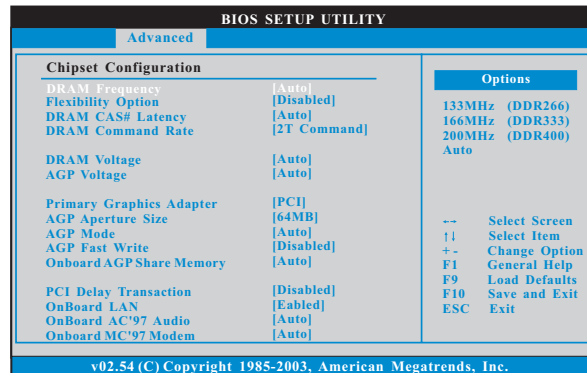 BIOS SETUP UTILITY
Advanced
Chipset Configuration
DRAM Frequency [Auto]
Flexibility Option [Disabled]
DRAM CAS# Latency [Auto]
DRAM Command Rate [2T Command]
DRAM Voltage [Auto]
AGP Voltage [Auto]
Primary Graphics Adapter [PCI]
AGP Aperture Size [64MB]
AGP Mode [Auto]
AGP Fast Write [Disabled]
Onboard AGP Share Memory [Auto]
PCI Delay Transaction [Disabled]
OnBoard LAN [Eabled]
OnBoard AC'97 Audio [Auto]
Onboard MC'97 Modem [Auto]
Options
133MHz (DDR266)
166MHz (DDR333)
200MHz (DDR400)
Auto
←→ Select Screen
↑↓ Select Item
+ - Change Option
F1 General Help
F9 Load Defaults
F10 Save and Exit
ESC Exit
v02.54 (C) Copyright 1985-2003, American Megatrends, Inc.